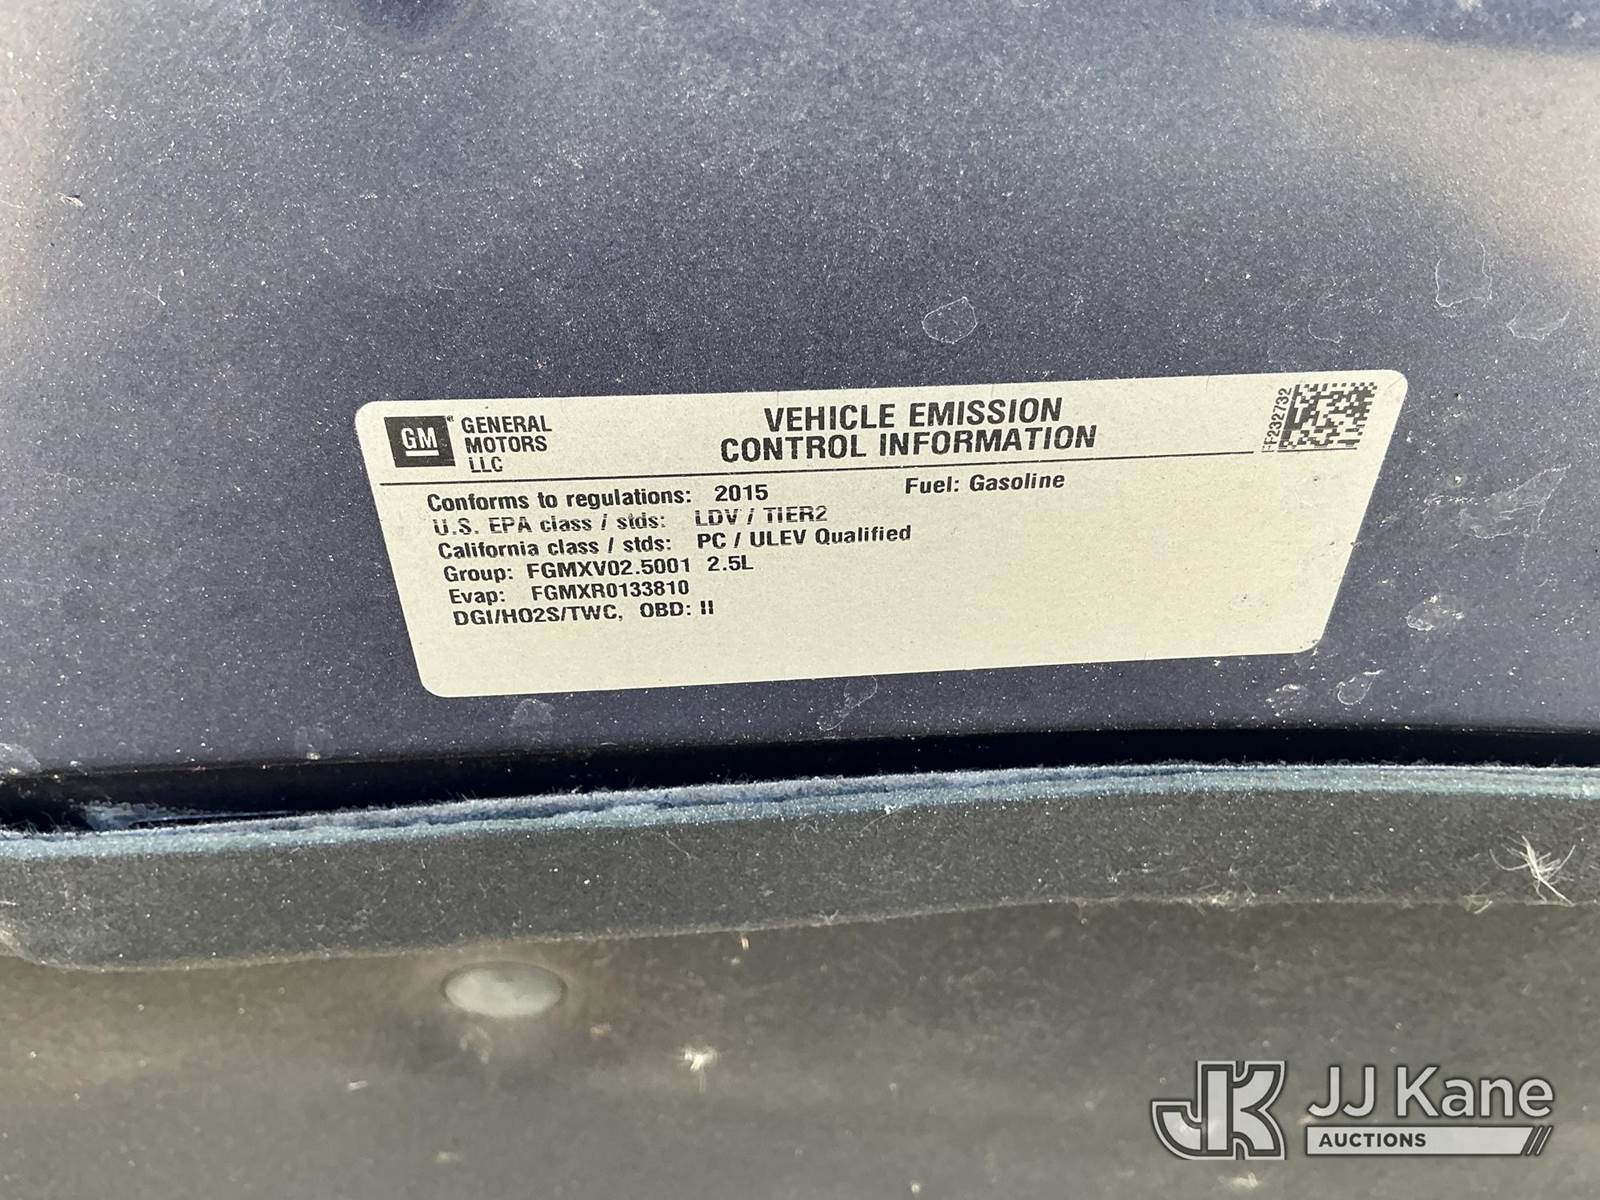 GM
GENERAL
MOTORS
LLC
VEHICLE EMISSION
CONTROL INFORMATION
FF232732
Conforms to regulations: 2015 Fuel: Gasoline
U.S. EPA class / stds: LDV / TIER2
California class / stds: PC / ULEV Qualified
Group: FGMXV02.5001 2.5L
Evap: FGMXR0133810
DGI/HO2S/TWC, OBD: II
JK JJ Kane
AUCTIONS